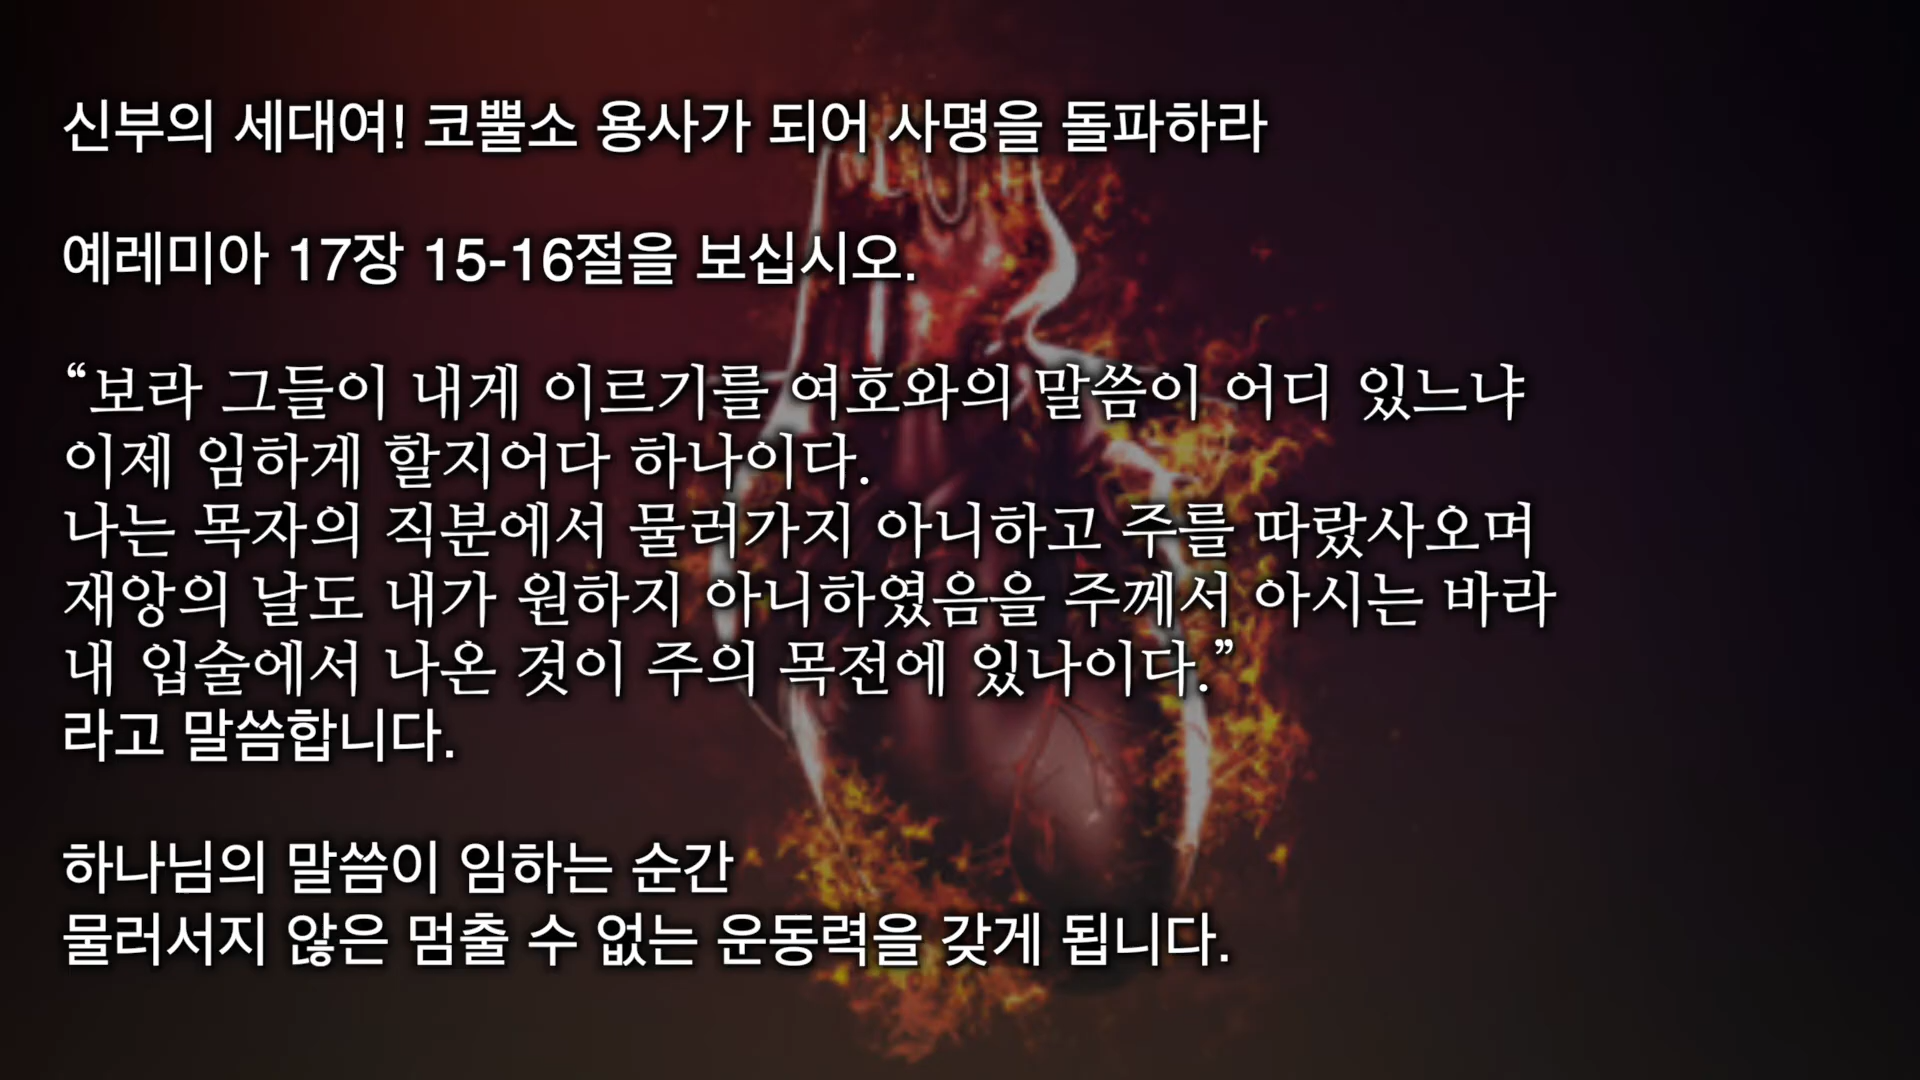 신부의 세대여! 코뿔소 용사가 되어 사명을 돌파하라
예레미아 17장 15-16절을 보십시오.
“보라 그들이 내게 이르기를 여호와의 말씀이 어디 있느냐
이제 임하게 할지어다 하나이다.
나는 목자의 직분에서 물러가지 아니하고 주를 따랐사오며
재앙의 날도 내가 원하지 아니하였음을 주께서 아시는 바라
내 입술에서 나온 것이 주의 목전에 있나이다.”
라고 말씀합니다.
하나님의 말씀이 임하는 순간
물러서지 않은 멈출 수 없는 운동력을 갖게 됩니다.